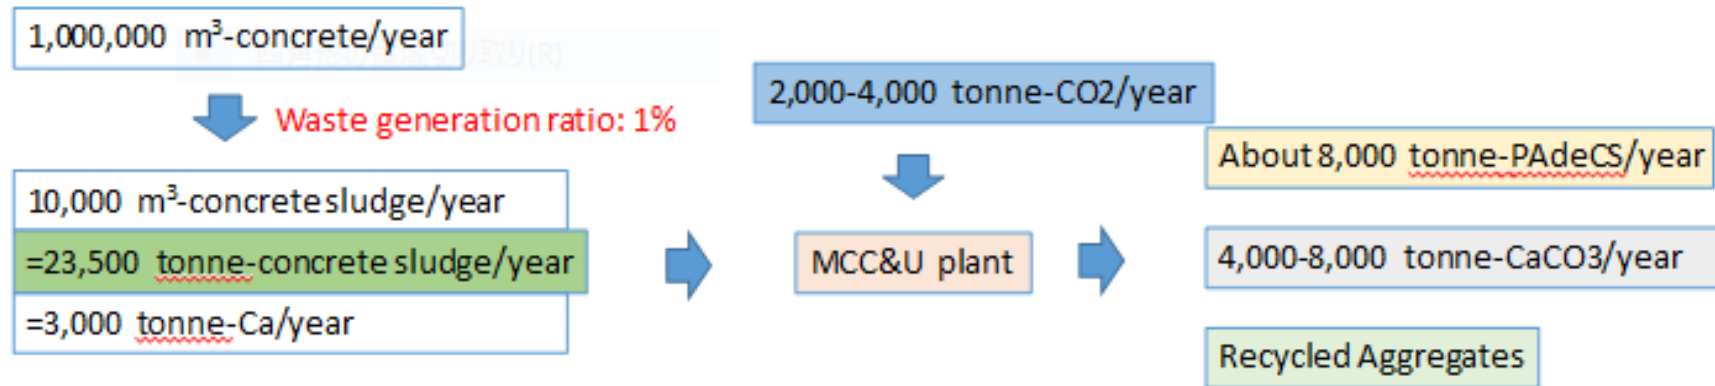 1,000,000 m³-concrete/year
Waste generation ratio: 1%
10,000 m³-concrete sludge/year
=23,500 tonne-concrete sludge/year
=3,000 tonne-Ca/year
2,000-4,000 tonne-CO2/year
MCC&U plant
About 8,000 tonne-PAdeCS/year
4,000-8,000 tonne-CaCO3/year
Recycled Aggregates